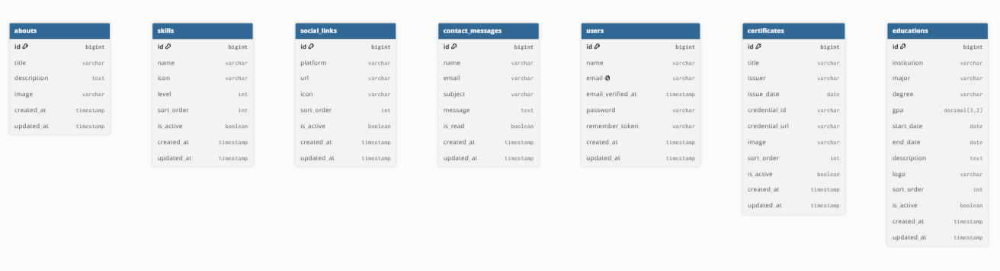 abouts
id bigint
title varchar
description text
image varchar
created_at timestamp
updated_at timestamp
skills
id bigint
name varchar
icon varchar
level int
sort_order int
is_active boolean
created_at timestamp
updated_at timestamp
social_links
id bigint
platform varchar
url varchar
icon varchar
sort_order int
is_active boolean
created_at timestamp
updated_at timestamp
contact_messages
id bigint
name varchar
email varchar
subject varchar
message text
is_read boolean
created_at timestamp
updated_at timestamp
users
id bigint
name varchar
email varchar
email_verified_at timestamp
password varchar
remember_token varchar
created_at timestamp
updated_at timestamp
certificates
id bigint
title varchar
issuer varchar
issue_date date
credential_id varchar
credential_url varchar
image varchar
sort_order int
is_active boolean
created_at timestamp
updated_at timestamp
educations
id bigint
institution varchar
major varchar
degree varchar
gpa decimal(3,2)
start_date date
end_date date
description text
logo varchar
sort_order int
is_active boolean
created_at timestamp
updated_at timestamp